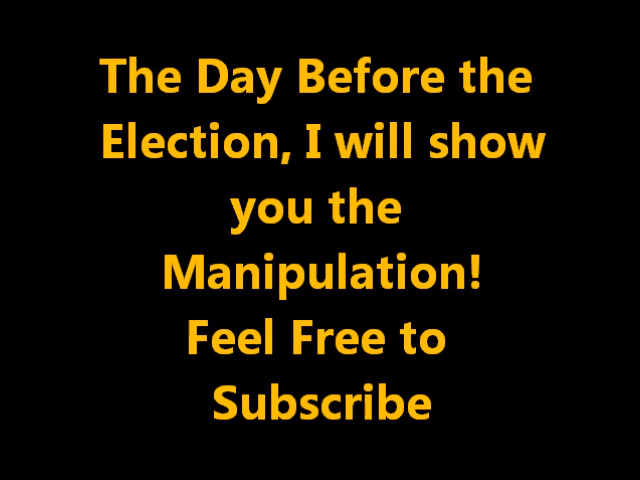 The Day Before the
Election, I will show
you the
Manipulation!
Feel Free to
Subscribe